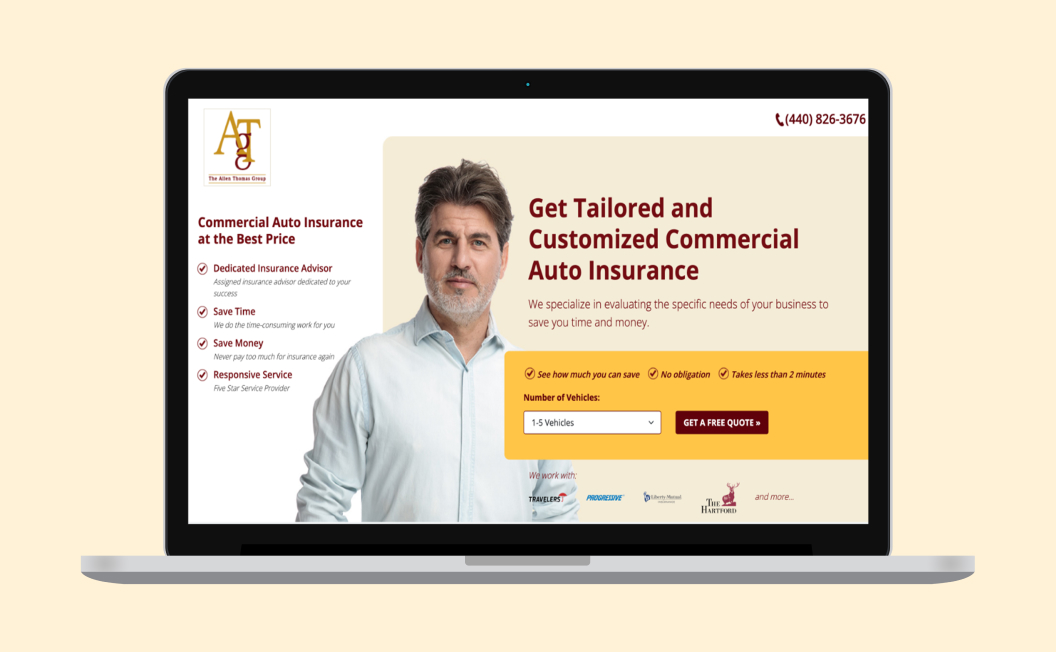 AgTg
The Allen Thomas Group
(440) 826-3676
Commercial Auto Insurance
at the Best Price
Dedicated Insurance Advisor
Assigned insurance advisor dedicated to your
success
Save Time
We do the time-consuming work for you
Save Money
Never pay too much for insurance again
Responsive Service
Five Star Service Provider
Get Tailored and
Customized Commercial
Auto Insurance
We specialize in evaluating the specific needs of your business to
save you time and money.
See how much you can save No obligation Takes less than 2 minutes
Number of Vehicles:
1-5 Vehicles
GET A FREE QUOTE »
We work with:
TRAVELERS PROGRESSIVE Liberty Mutual THE HARTFORD and more...